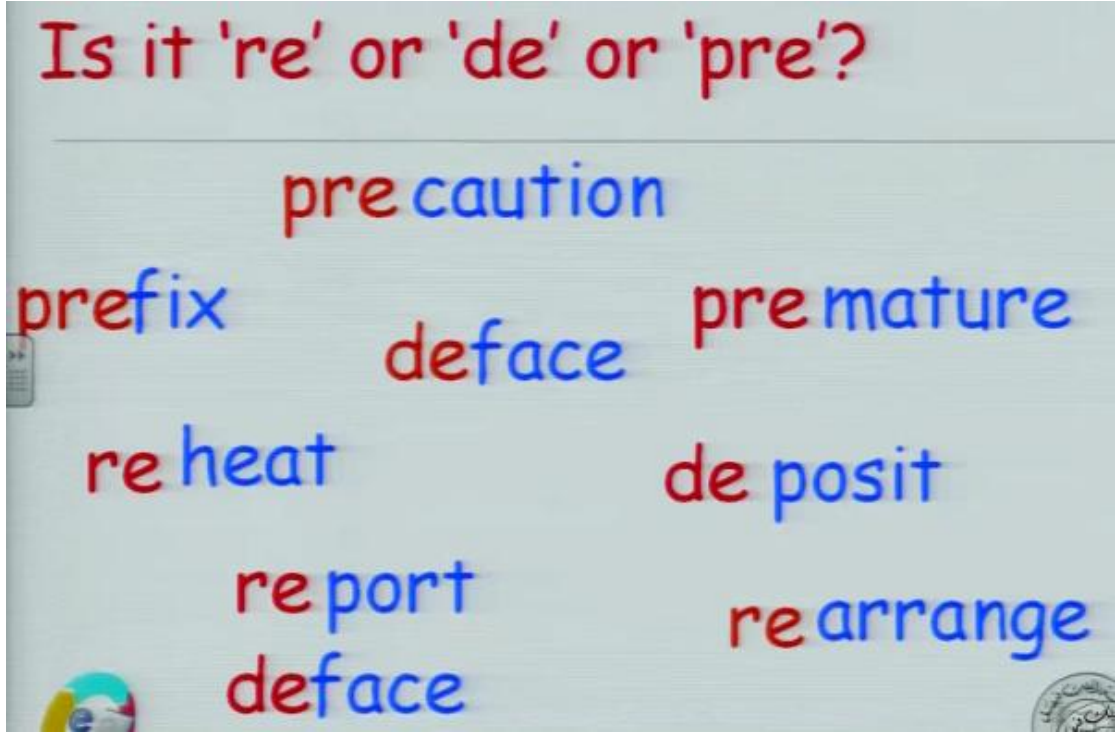 Is it 're' or 'de' or 'pre'?
pre caution
prefix
pre mature
deface
re heat
de posit
re port
re arrange
deface